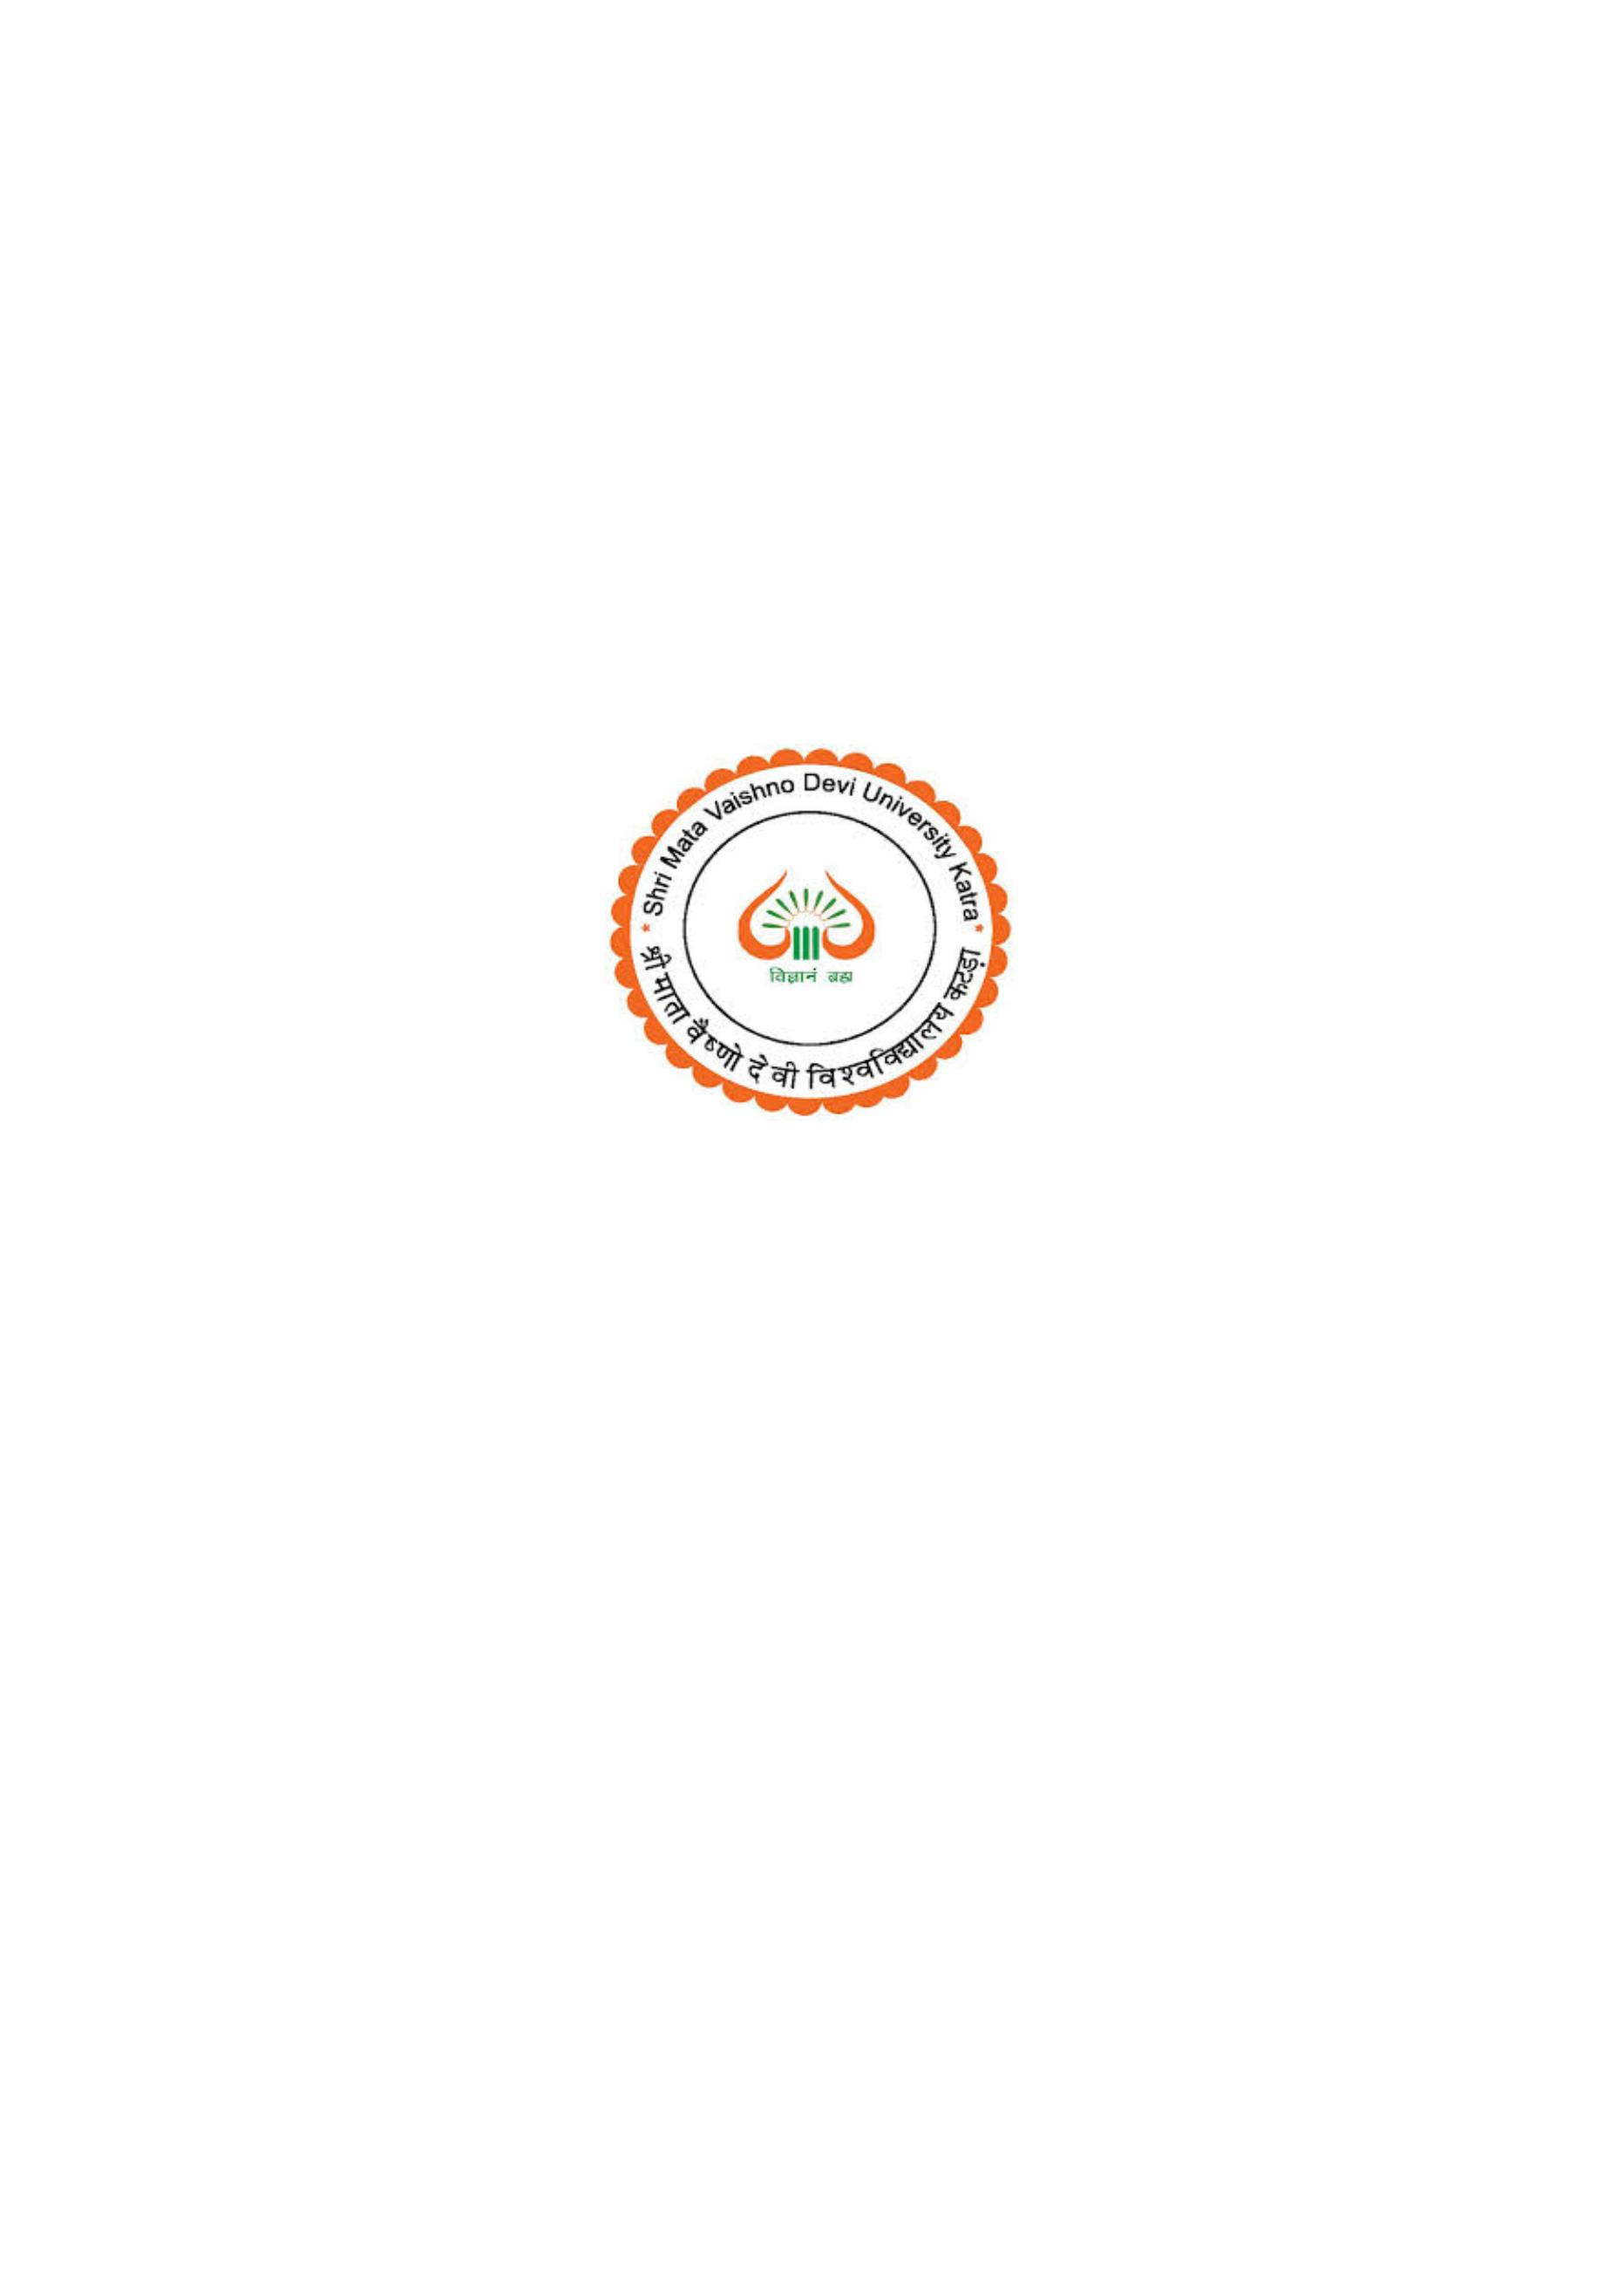 Shri Mata Vaishno Devi University Katra
विज्ञानं ब्रह्म
श्री माता वैष्णो देवी विश्वविद्यालय कटड़ा